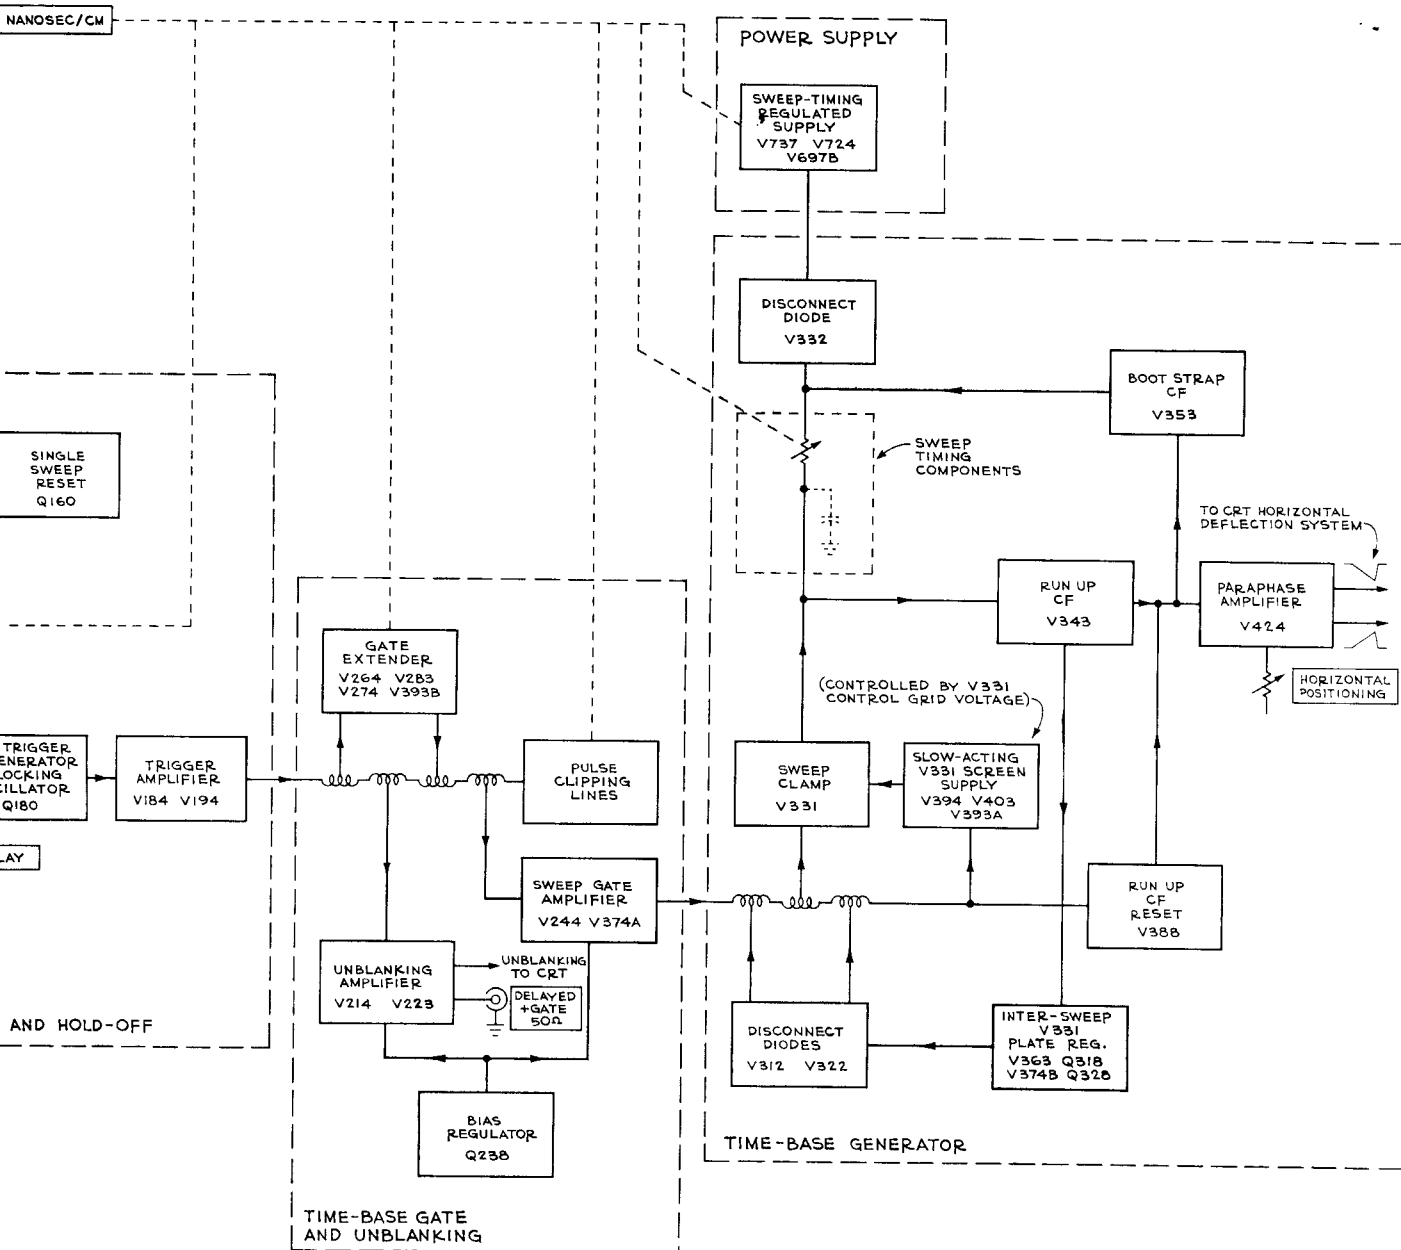 NANOSEC/CM
POWER SUPPLY
SWEEP-TIMING
REGULATED
SUPPLY
V737 V724
V697B
DISCONNECT
DIODE
V332
BOOT STRAP
CF
V353
SWEEP
TIMING
COMPONENTS
SINGLE
SWEEP
RESET
Q160
TO CRT HORIZONTAL
DEFLECTION SYSTEM
RUN UP
CF
V343
PARAPHASE
AMPLIFIER
V424
HORIZONTAL
POSITIONING
GATE
EXTENDER
V264 V283
V274 V393B
(CONTROLLED BY V331
CONTROL GRID VOLTAGE)
TRIGGER
ENERATOR
LOCKING
CILLATOR
Q180
TRIGGER
AMPLIFIER
V184 V194
PULSE
CLIPPING
LINES
SWEEP
CLAMP
V331
SLOW-ACTING
V331 SCREEN
SUPPLY
V394 V403
V393A
LAY
SWEEP GATE
AMPLIFIER
V244 V374A
RUN UP
CF
RESET
V388
UNBLANKING
AMPLIFIER
V214 V223
UNBLANKING
TO CRT
DELAYED
+GATE
50Ω
AND HOLD-OFF
DISCONNECT
DIODES
V312 V322
INTER-SWEEP
V331
PLATE REG.
V363 Q318
V374B Q328
BIAS
REGULATOR
Q238
TIME-BASE GENERATOR
TIME-BASE GATE
AND UNBLANKING